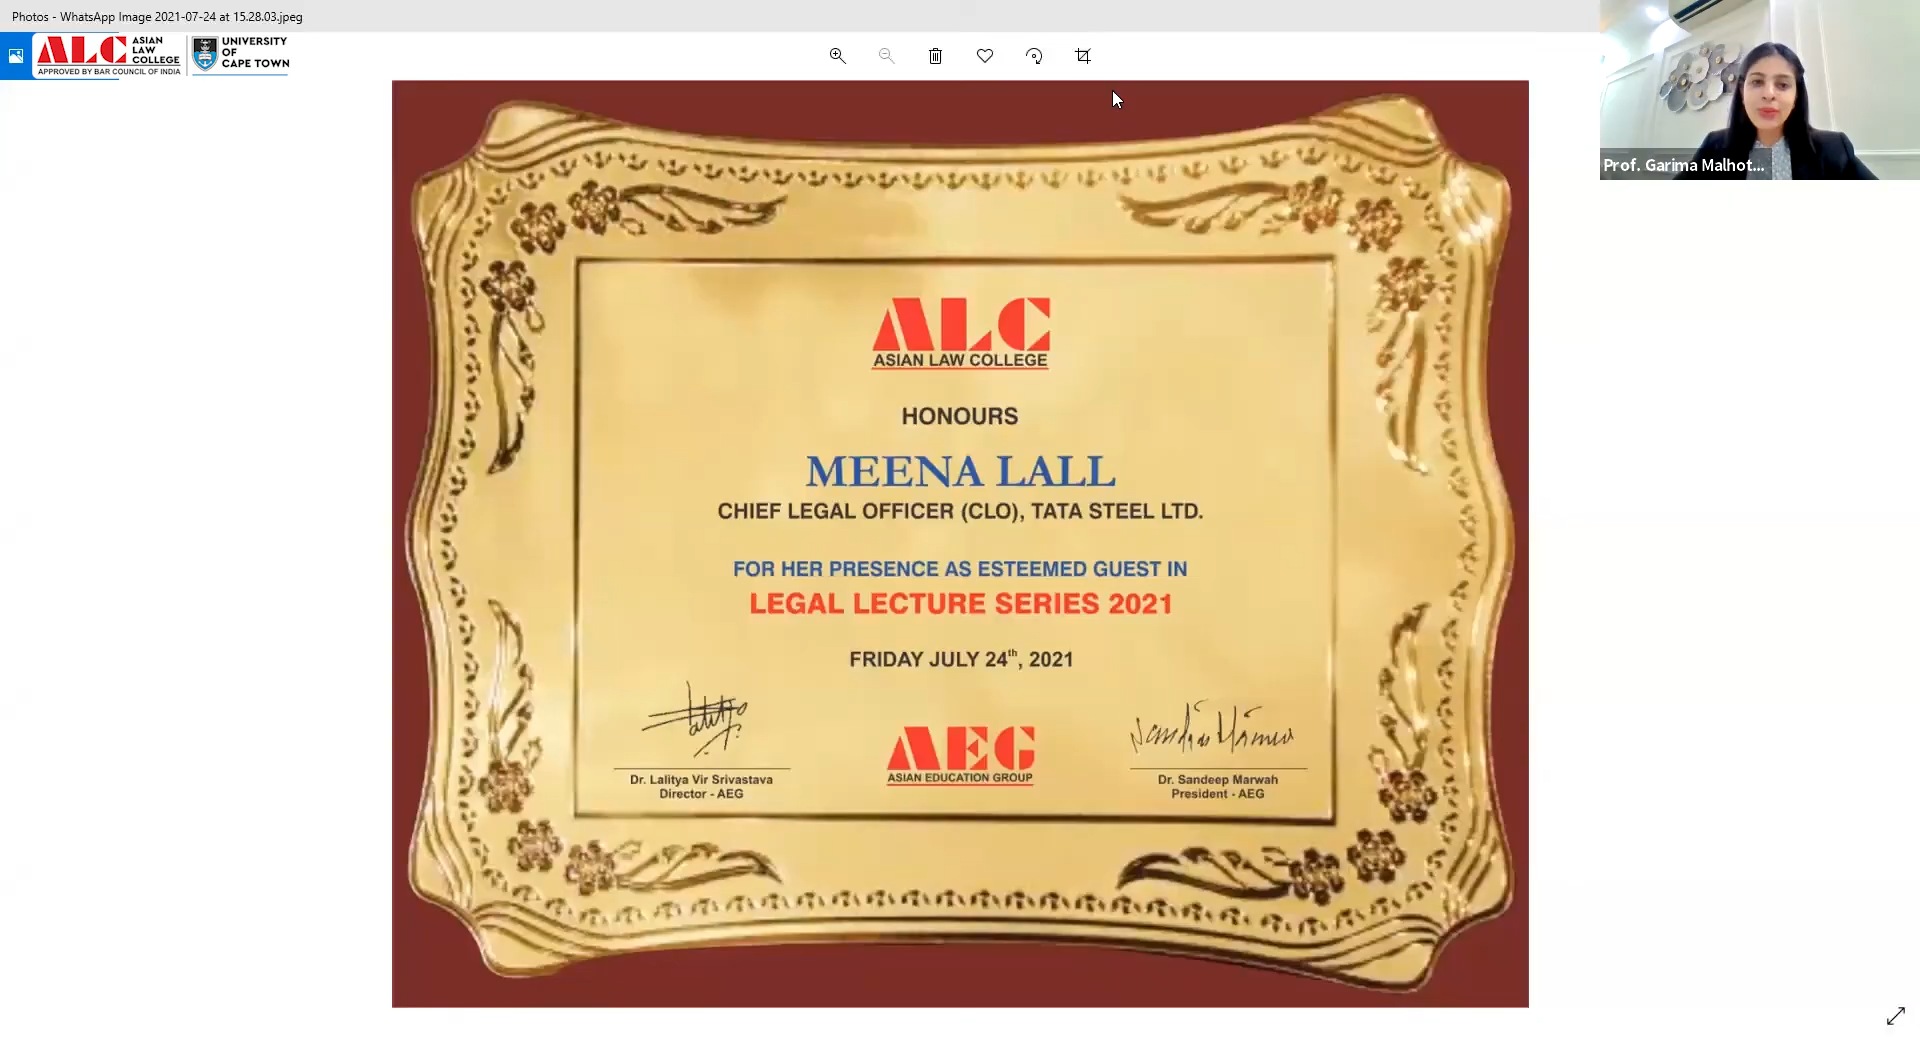 Photos - WhatsApp Image 2021-07-24 at 15.28.03.jpeg
ALC ASIAN LAW COLLEGE
APPROVED BY BAR COUNCIL OF INDIA
UNIVERSITY
OF
CAPE TOWN
Prof. Garima Malhot...
ALC
ASIAN LAW COLLEGE
HONOURS
MEENA LALL
CHIEF LEGAL OFFICER (CLO), TATA STEEL LTD.
FOR HER PRESENCE AS ESTEEMED GUEST IN
LEGAL LECTURE SERIES 2021
FRIDAY JULY 24th, 2021
AEG
ASIAN EDUCATION GROUP
Dr. Lalitya Vir Srivastava
Director - AEG
Dr. Sandeep Marwah
President - AEG